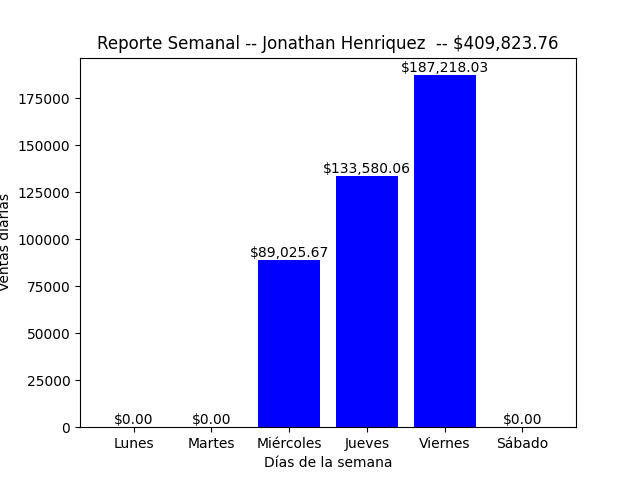 Reporte Semanal -- Jonathan Henriquez  -- $409,823.76
Ventas diarias
175000
150000
125000
100000
75000
50000
25000
0
$0.00
$0.00
$89,025.67
$133,580.06
$187,218.03
$0.00
Lunes
Martes
Miércoles
Jueves
Viernes
Sábado
Días de la semana